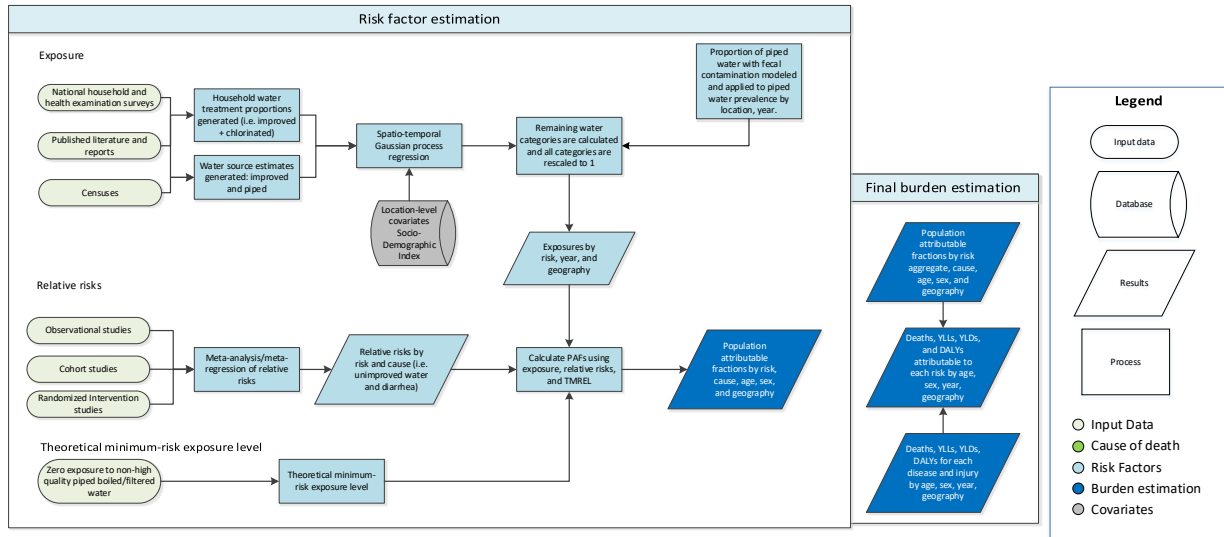 Risk factor estimation
Exposure
National household and
health examination surveys
Published literature and
reports
Censuses
Household water
treatment proportions
generated (i.e. improved
+ chlorinated)
Water source estimates
generated: improved
and piped
Spatio-temporal
Gaussian process
regression
Location-level
covariates
Socio-
Demographic
Index
Remaining water
categories are calculated
and all categories are
rescaled to 1
Proportion of piped
water with fecal
contamination modeled
and applied to piped
water prevalence by
location, year.
Exposures by
risk, year, and
geography
Relative risks
Observational studies
Cohort studies
Randomized Intervention
studies
Meta-analysis/meta-
regression of relative
risks
Relative risks by
risk and cause (i.e.
unimproved water
and diarrhea)
Calculate PAFs using
exposure, relative risks,
and TMREL
Population
attributable
fractions by risk,
cause, age, sex,
and geography
Theoretical minimum-risk exposure level
Zero exposure to non-high
quality piped boiled/filtered
water
Theoretical minimum-
risk exposure level
Final burden estimation
Population
attributable
fractions by risk
aggregate, cause,
age, sex, and
geography
Deaths, YLLs, YLDs,
and DALYs
attributable to
each risk by age,
sex, year,
geography
Deaths, YLLs, YLDs,
DALYs for each
disease and injury
by age, sex, year,
geography
Legend
Input data
Database
Results
Process
Input Data
Cause of death
Risk Factors
Burden estimation
Covariates